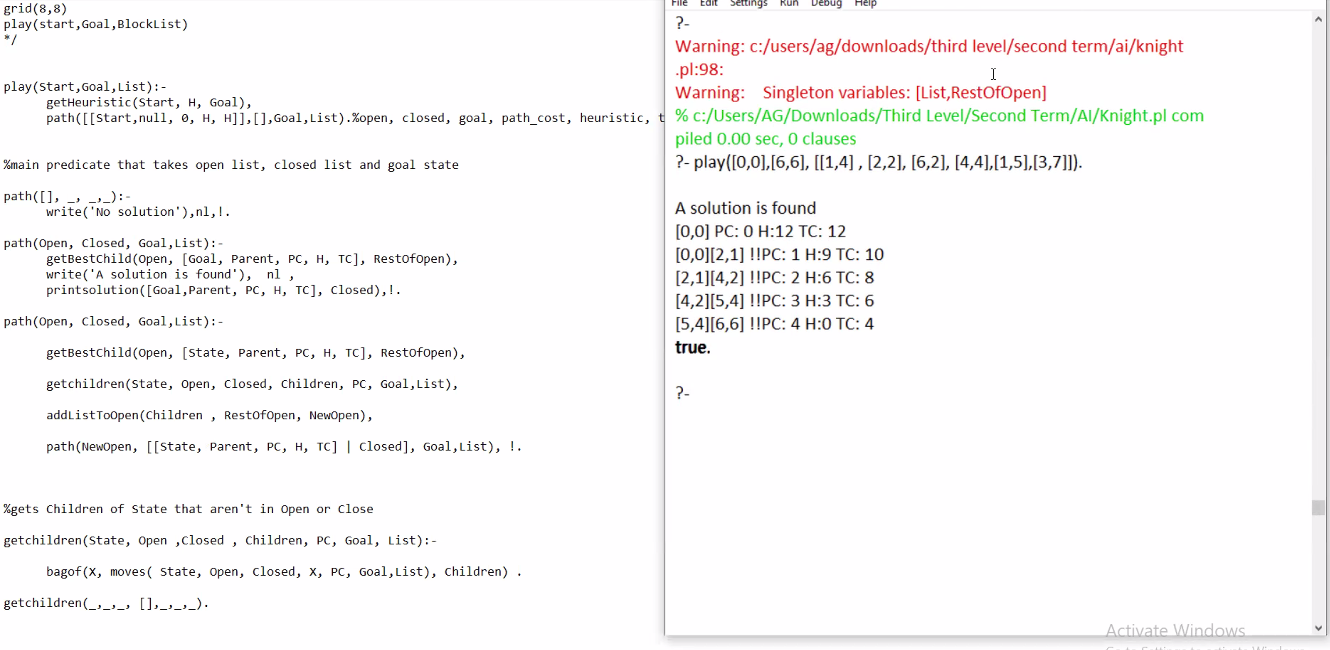 grid(8,8)
play(start,Goal,BlockList)
*/
play(Start,Goal,List):-
getHeuristic(Start, H, Goal),
path([[Start,null, 0, H, H]],[],Goal,List).%open, closed, goal, path_cost, heuristic, t
%main predicate that takes open list, closed list and goal state
path([], _, _,_):-
write('No solution'),nl,!.
path(Open, Closed, Goal,List):-
getBestChild(Open, [Goal, Parent, PC, H, TC], RestOfOpen),
write('A solution is found'),  nl ,
printsolution([Goal,Parent, PC, H, TC], Closed),!.
path(Open, Closed, Goal,List):-
getBestChild(Open, [State, Parent, PC, H, TC], RestOfOpen),
getchildren(State, Open, Closed, Children, PC, Goal,List),
addListToOpen(Children , RestOfOpen, NewOpen),
path(NewOpen, [[State, Parent, PC, H, TC] | Closed], Goal,List), !.
%gets Children of State that aren't in Open or Close
getchildren(State, Open ,Closed , Children, PC, Goal, List):-
bagof(X, moves( State, Open, Closed, X, PC, Goal,List), Children) .
getchildren(_,_,_, [],_,_,_).
File Edit Settings Run Debug Help
?-
Warning: c:/users/ag/downloads/third level/second term/ai/knight
.pl:98:
Warning:    Singleton variables: [List,RestOfOpen]
% c:/Users/AG/Downloads/Third Level/Second Term/AI/Knight.pl com
piled 0.00 sec, 0 clauses
?- play([0,0],[6,6], [[1,4] , [2,2], [6,2], [4,4],[1,5],[3,7]]).
A solution is found
[0,0] PC: 0 H:12 TC: 12
[0,0][2,1] !!PC: 1 H:9 TC: 10
[2,1][4,2] !!PC: 2 H:6 TC: 8
[4,2][5,4] !!PC: 3 H:3 TC: 6
[5,4][6,6] !!PC: 4 H:0 TC: 4
true.
?-
Activate Windows